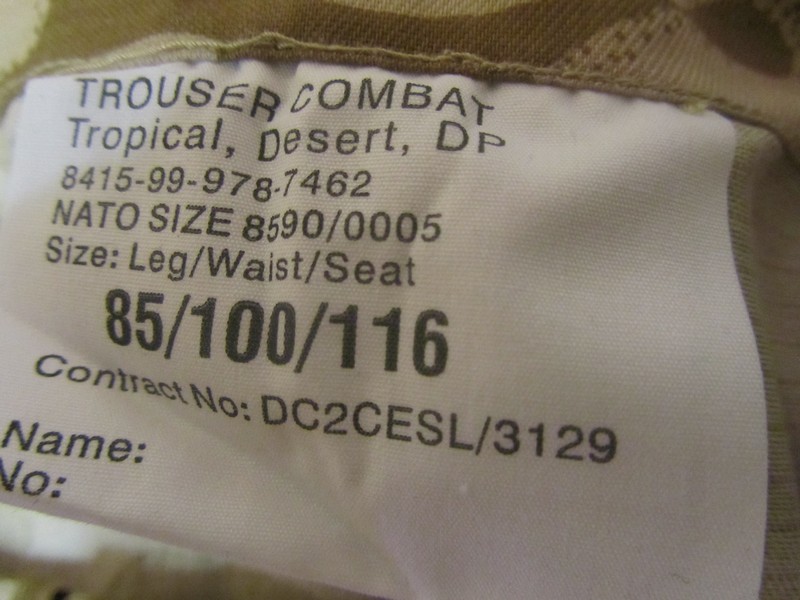 TROUSER COMBAT
Tropical, Desert, DP
8415-99-978-7462
NATO SIZE 8590/0005
Size: Leg/Waist/Seat
85/100/116
Contract No: DC2CESL/3129
Name:
No: